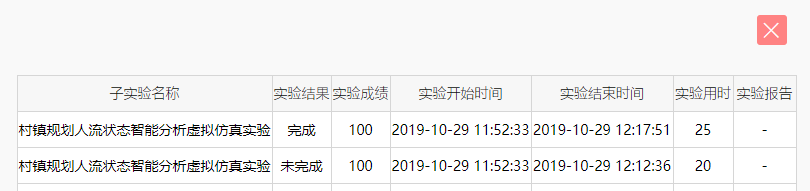 子实验名称 实验结果 实验成绩 实验开始时间 实验结束时间 实验用时 实验报告
村镇规划人流状态智能分析虚拟仿真实验 完成 100 2019-10-29 11:52:33 2019-10-29 12:17:51 25 -
村镇规划人流状态智能分析虚拟仿真实验 未完成 100 2019-10-29 11:52:33 2019-10-29 12:12:36 20 -